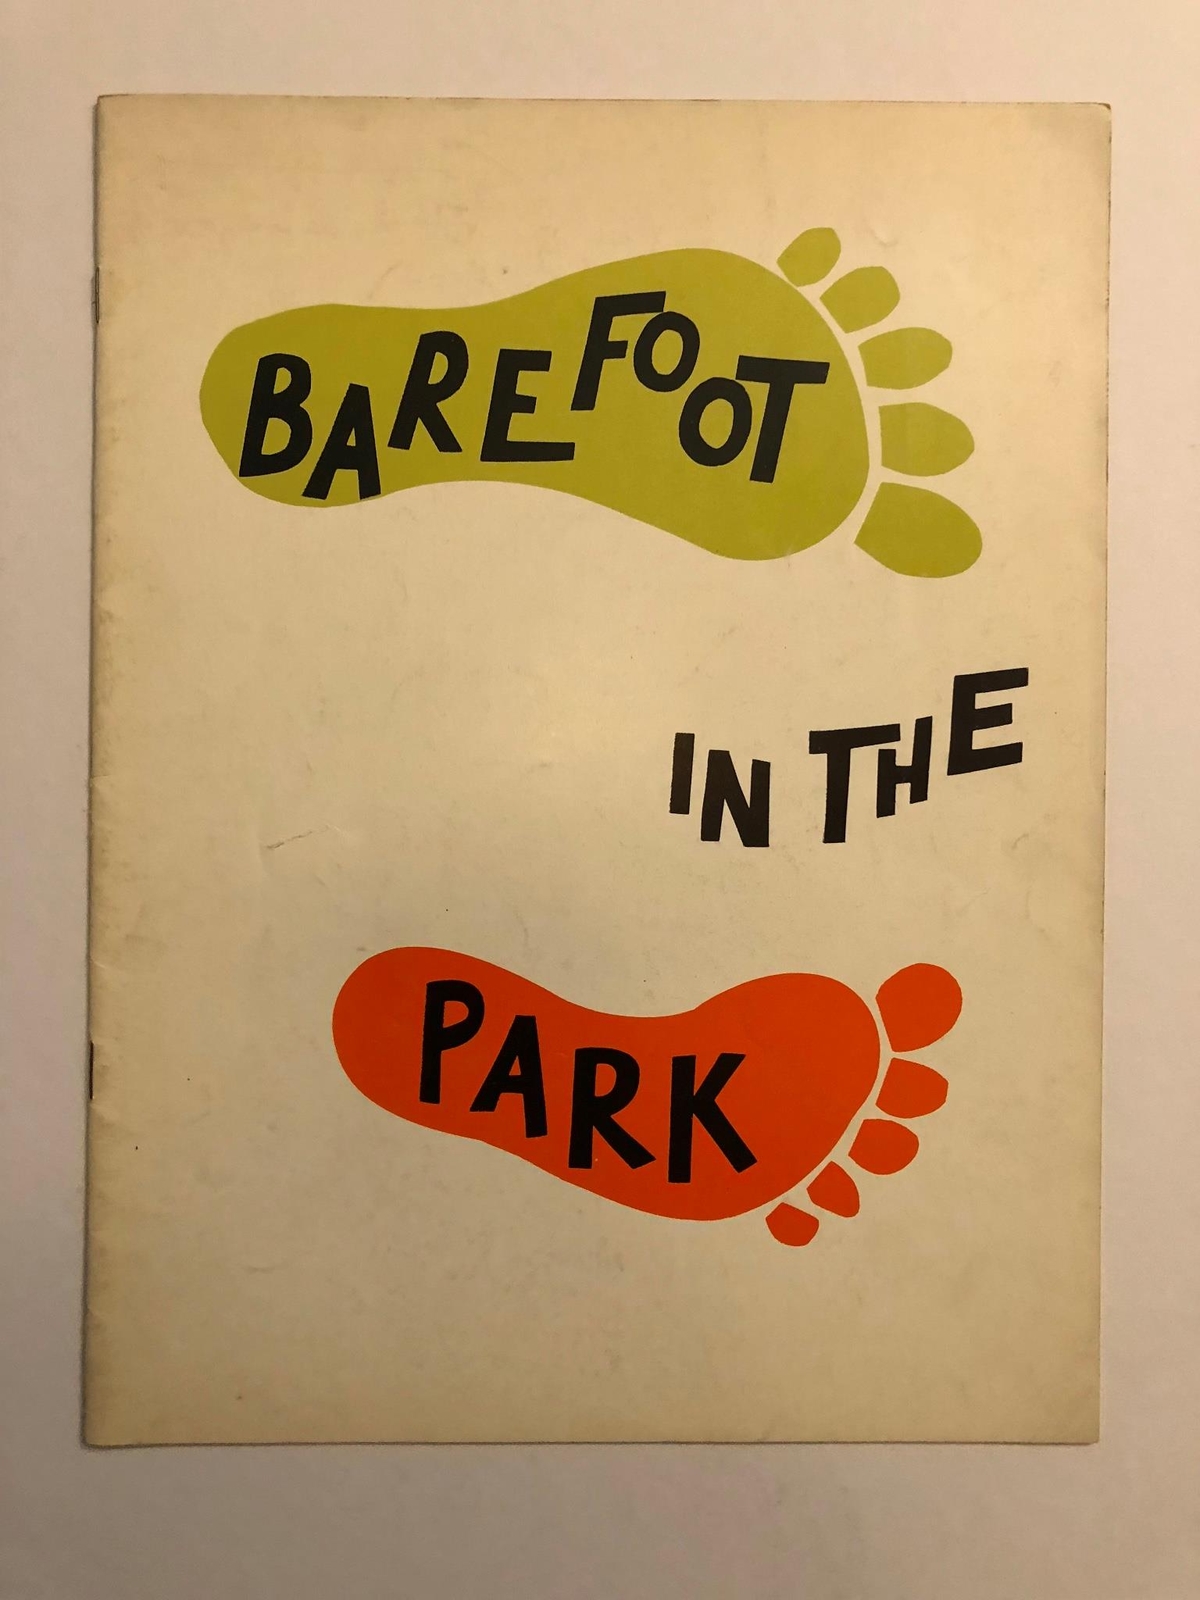 BAREFOOT
IN THE
PARK